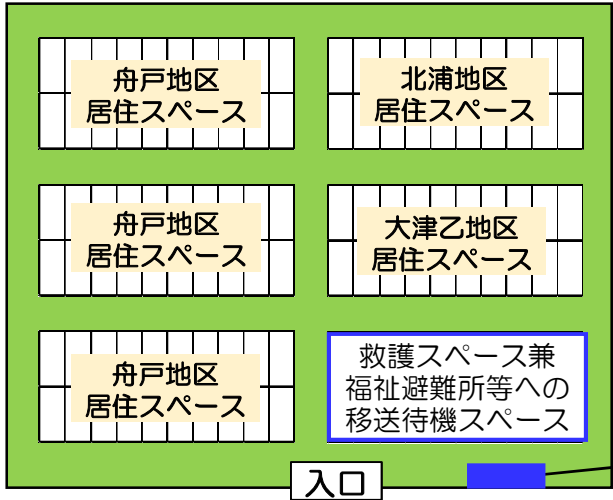 舟戸地区
居住スペース
北浦地区
居住スペース
舟戸地区
居住スペース
大津乙地区
居住スペース
舟戸地区
居住スペース
救護スペース兼
福祉避難所等への
移送待機スペース
入口